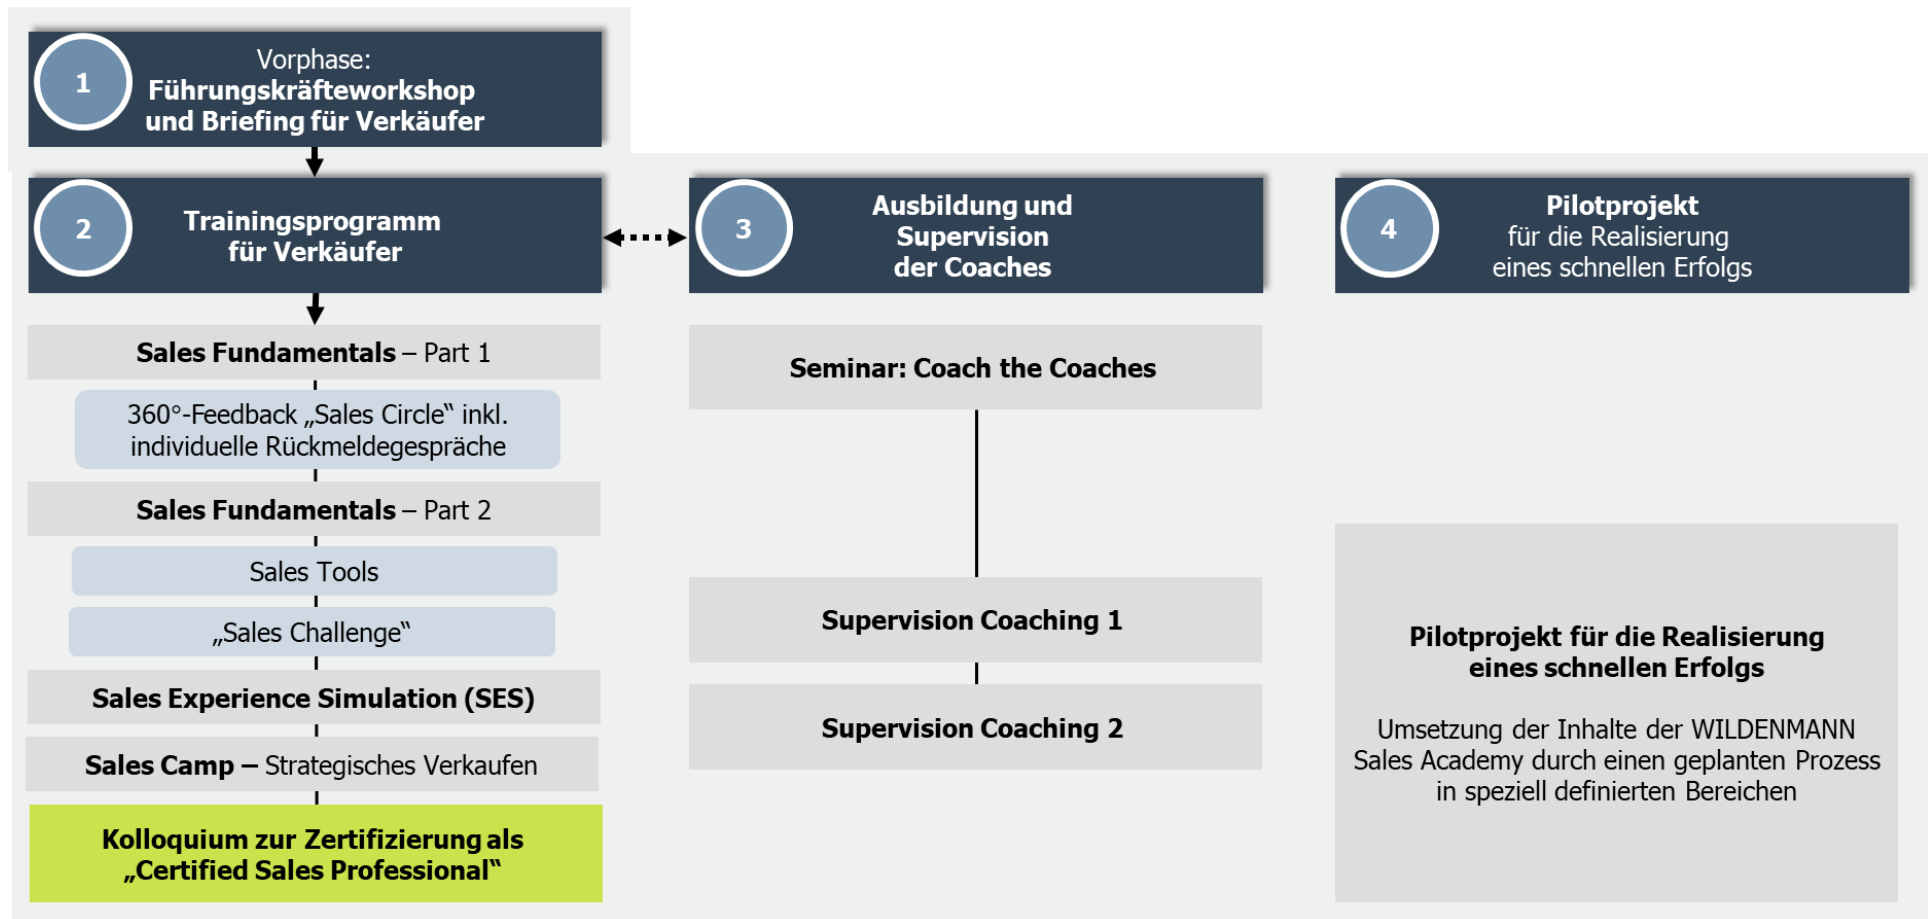 1
Vorphase:
Führungskräfteworkshop
und Briefing für Verkäufer
2
Trainingsprogramm
für Verkäufer
Sales Fundamentals – Part 1
360°-Feedback „Sales Circle“ inkl.
individuelle Rückmeldegespräche
Sales Fundamentals – Part 2
Sales Tools
„Sales Challenge“
Sales Experience Simulation (SES)
Sales Camp – Strategisches Verkaufen
Kolloquium zur Zertifizierung als
„Certified Sales Professional“
3
Ausbildung und
Supervision
der Coaches
Seminar: Coach the Coaches
Supervision Coaching 1
Supervision Coaching 2
4
Pilotprojekt
für die Realisierung
eines schnellen Erfolgs
Pilotprojekt für die Realisierung
eines schnellen Erfolgs
Umsetzung der Inhalte der WILDENMANN
Sales Academy durch einen geplanten Prozess
in speziell definierten Bereichen